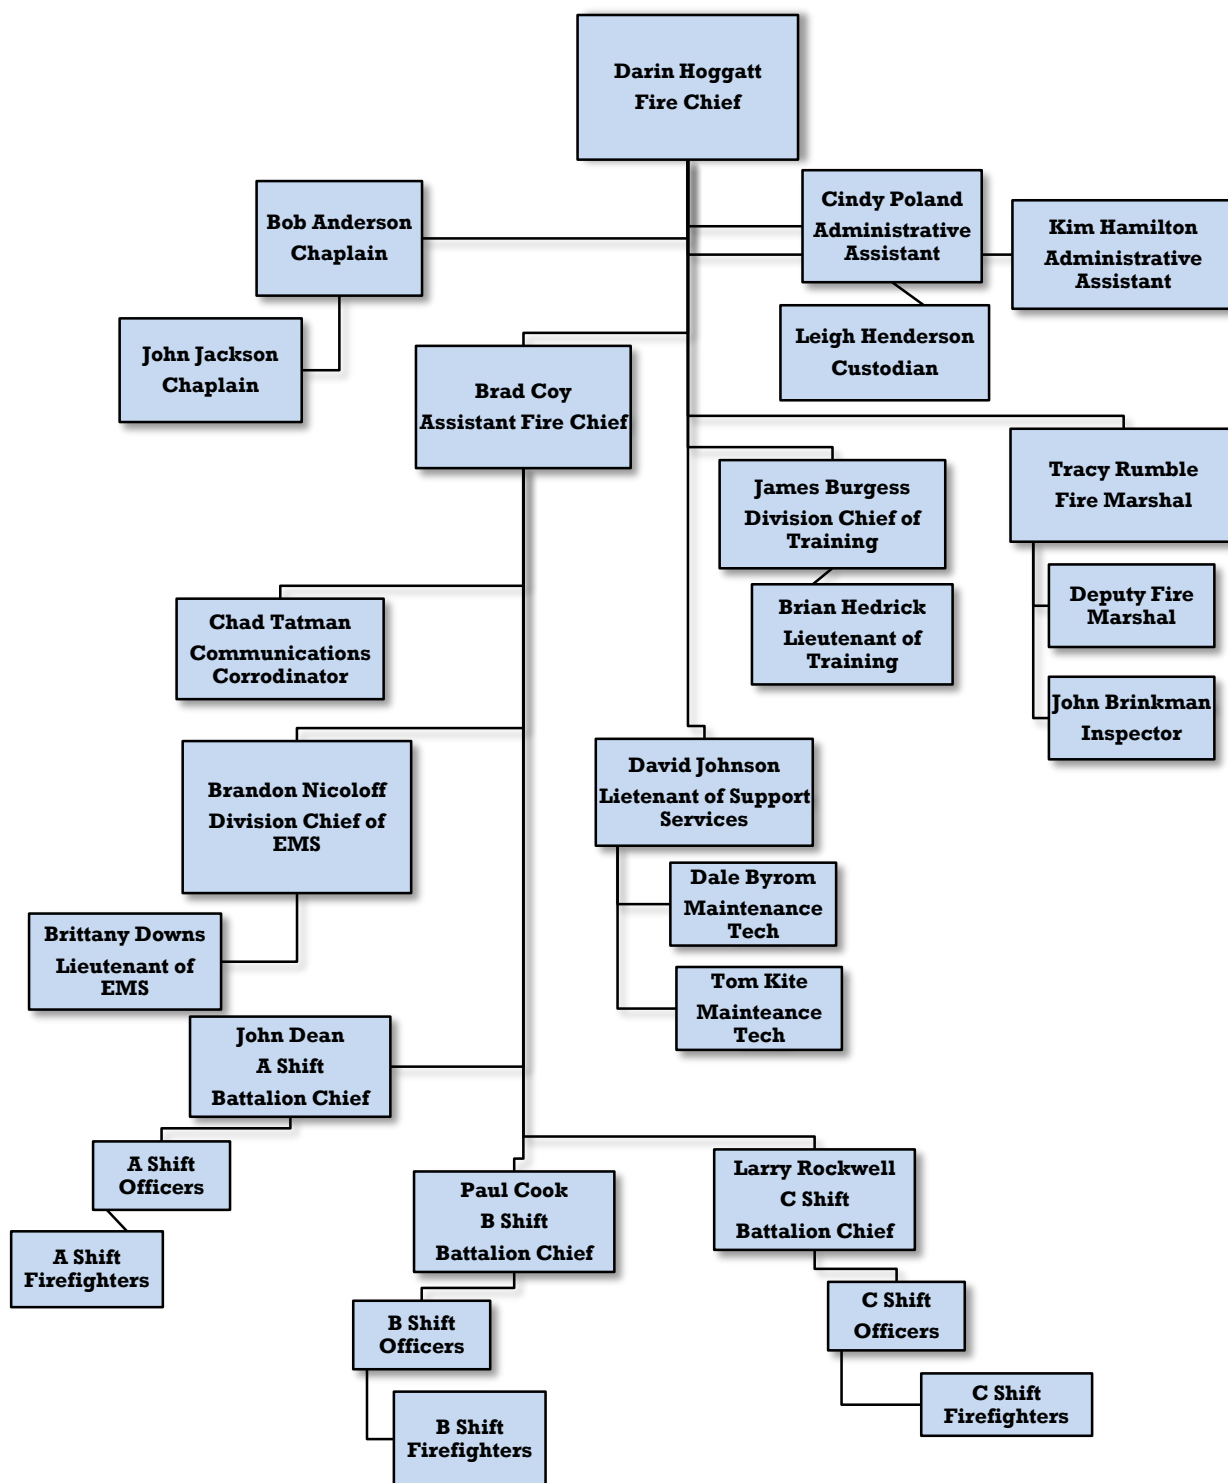 Darin Hoggatt
Fire Chief
Bob Anderson
Chaplain
Cindy Poland
Administrative
Assistant
Kim Hamilton
Administrative
Assistant
John Jackson
Chaplain
Leigh Henderson
Custodian
Brad Coy
Assistant Fire Chief
James Burgess
Division Chief of
Training
Tracy Rumble
Fire Marshal
Brian Hedrick
Lieutenant of
Training
Deputy Fire
Marshal
John Brinkman
Inspector
Chad Tatman
Communications
Corrodinator
Brandon Nicoloff
Division Chief of
EMS
David Johnson
Lietenant of Support
Services
Dale Byrom
Maintenance
Tech
Tom Kite
Mainteance
Tech
Brittany Downs
Lieutenant of
EMS
John Dean
A Shift
Battalion Chief
A Shift
Officers
A Shift
Firefighters
Paul Cook
B Shift
Battalion Chief
Larry Rockwell
C Shift
Battalion Chief
B Shift
Officers
C Shift
Officers
B Shift
Firefighters
C Shift
Firefighters